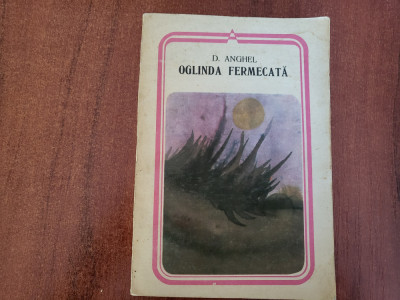 D. ANGHEL
OGLINDA FERMECATĂ